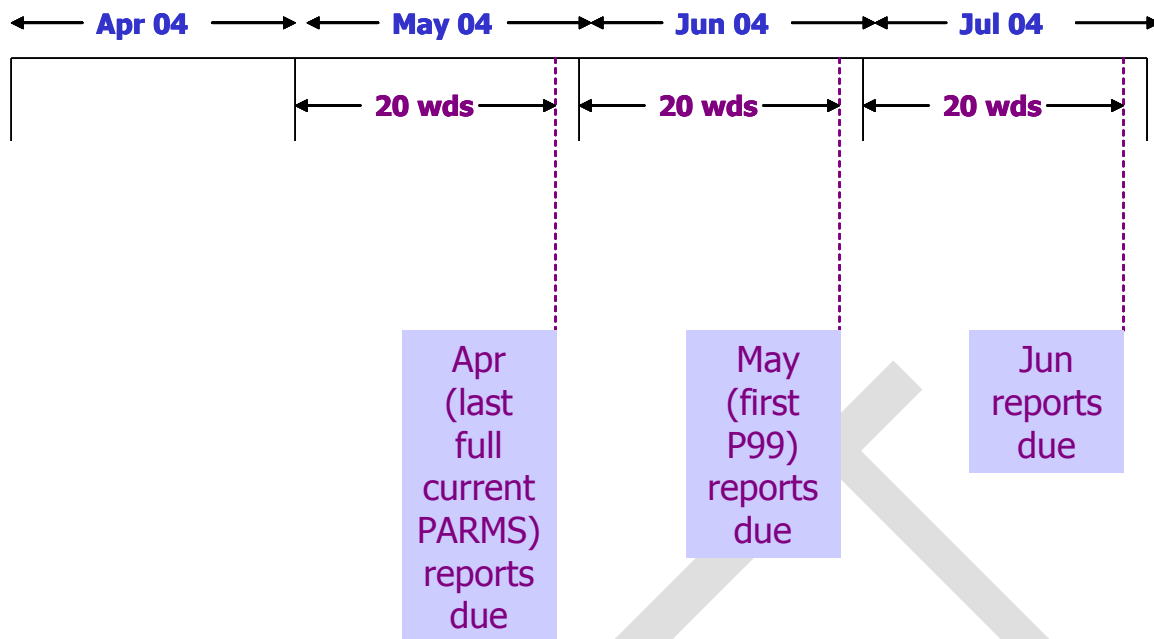 Apr 04 May 04 Jun 04 Jul 04
20 wds 20 wds 20 wds
Apr
(last
full
current
PARMS)
reports
due
May
(first
P99)
reports
due
Jun
reports
due